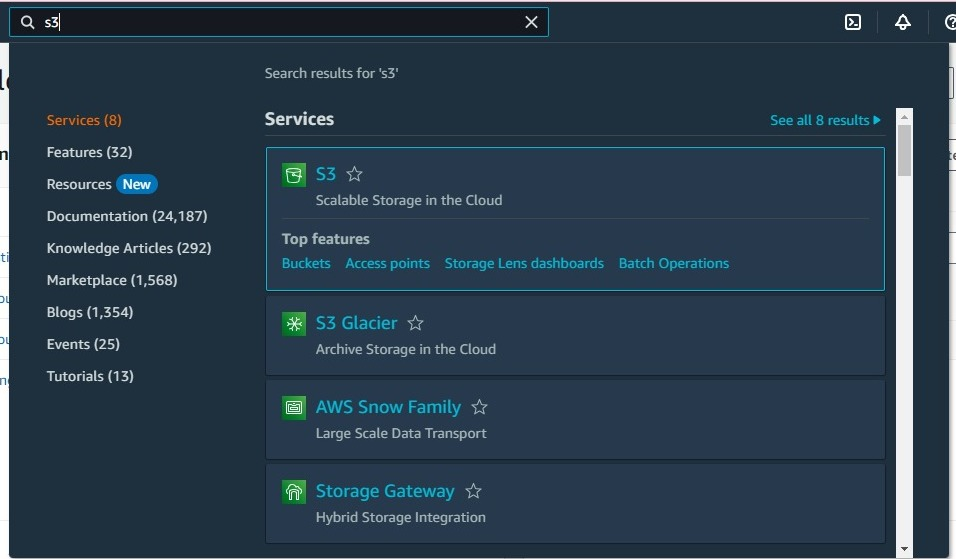 s3
Search results for 's3'
Services (8)
Features (32)
Resources New
Documentation (24,187)
Knowledge Articles (292)
Marketplace (1,568)
Blogs (1,354)
Events (25)
Tutorials (13)
Services
See all 8 results
S3
Scalable Storage in the Cloud
Top features
Buckets Access points Storage Lens dashboards Batch Operations
S3 Glacier
Archive Storage in the Cloud
AWS Snow Family
Large Scale Data Transport
Storage Gateway
Hybrid Storage Integration